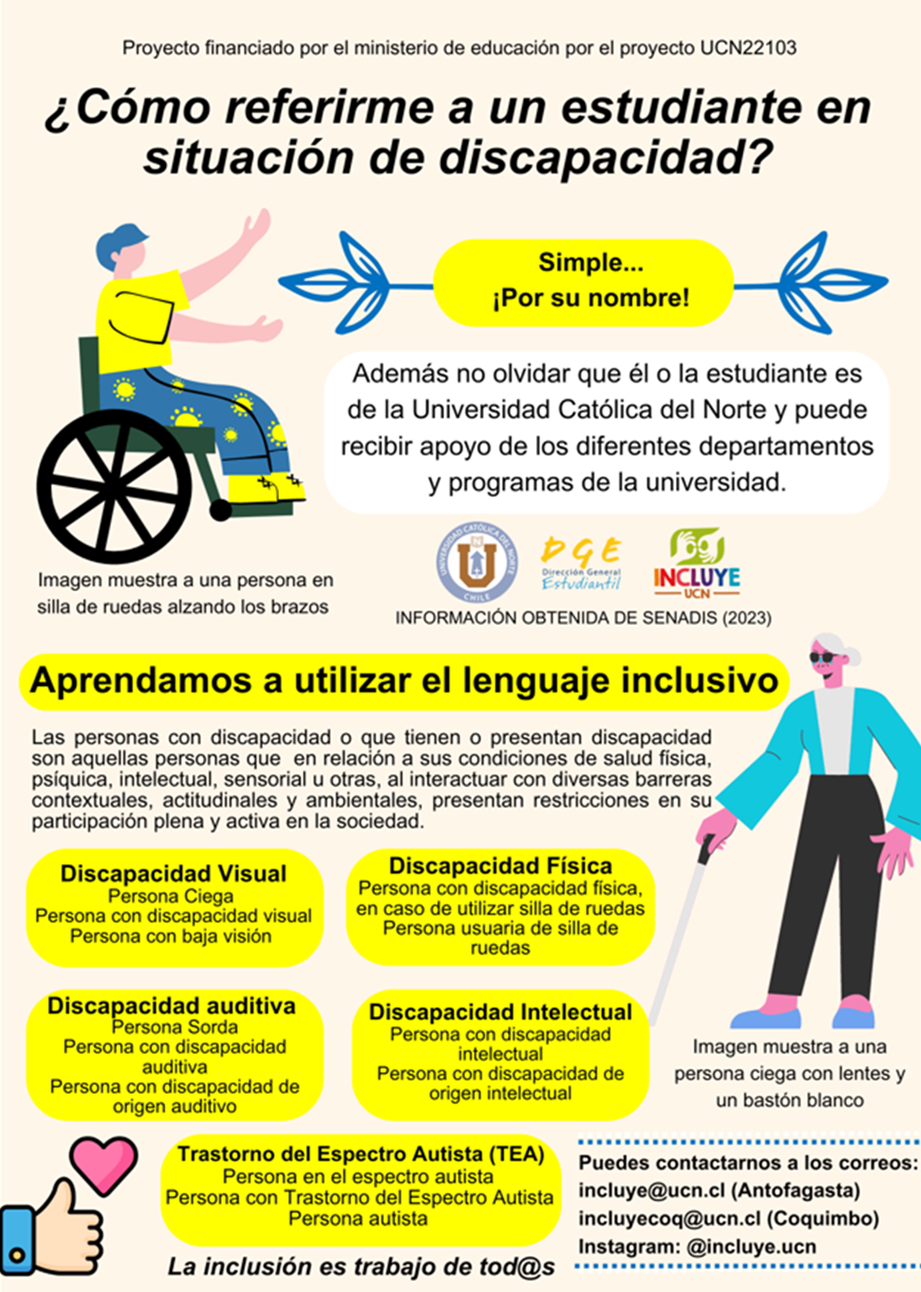 Proyecto financiado por el ministerio de educación por el proyecto UCN22103
¿Cómo referirme a un estudiante en
situación de discapacidad?
Simple...
¡Por su nombre!
Además no olvidar que él o la estudiante es
de la Universidad Católica del Norte y puede
recibir apoyo de los diferentes departamentos
y programas de la universidad.
Imagen muestra a una persona en
silla de ruedas alzando los brazos
UNIVERSIDAD CATÓLICA DEL NORTE
CHILE
DGE
Dirección General
Estudiantil
INCLUYE
UCN
INFORMACIÓN OBTENIDA DE SENADIS (2023)
Aprendamos a utilizar el lenguaje inclusivo
Las personas con discapacidad o que tienen o presentan discapacidad
son aquellas personas que en relación a sus condiciones de salud física,
psíquica, intelectual, sensorial u otras, al interactuar con diversas barreras
contextuales, actitudinales y ambientales, presentan restricciones en su
participación plena y activa en la sociedad.
Discapacidad Visual
Persona Ciega
Persona con discapacidad visual
Persona con baja visión
Discapacidad Física
Persona con discapacidad física,
en caso de utilizar silla de ruedas
Persona usuaria de silla de
ruedas
Discapacidad auditiva
Persona Sorda
Persona con discapacidad
auditiva
Persona con discapacidad de
origen auditivo
Discapacidad Intelectual
Persona con discapacidad
intelectual
Persona con discapacidad de
origen intelectual
Imagen muestra a una
persona ciega con lentes y
un bastón blanco
Trastorno del Espectro Autista (TEA)
Persona en el espectro autista
Persona con Trastorno del Espectro Autista
Persona autista
La inclusión es trabajo de tod@s
Puedes contactarnos a los correos:
incluye@ucn.cl (Antofagasta)
incluyecoq@ucn.cl (Coquimbo)
Instagram: @incluye.ucn